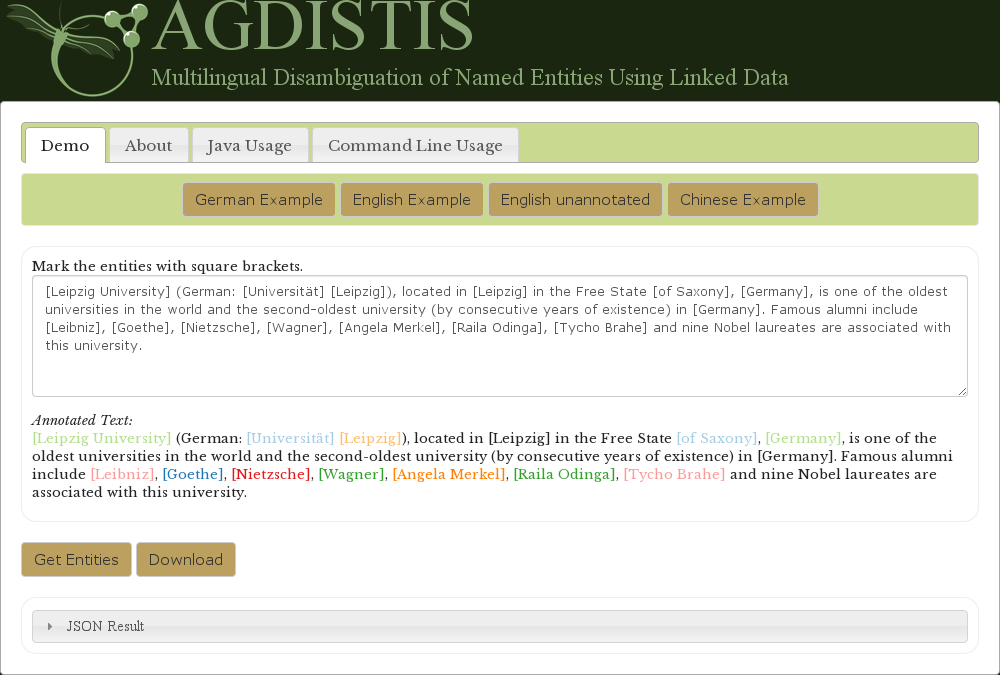 AGDISTIS
Multilingual Disambiguation of Named Entities Using Linked Data
Demo About Java Usage Command Line Usage
German Example English Example English unannotated Chinese Example
Mark the entities with square brackets.
[Leipzig University] (German: [Universität] [Leipzig]), located in [Leipzig] in the Free State [of Saxony], [Germany], is one of the oldest
universities in the world and the second-oldest university (by consecutive years of existence) in [Germany]. Famous alumni include
[Leibniz], [Goethe], [Nietzsche], [Wagner], [Angela Merkel], [Raila Odinga], [Tycho Brahe] and nine Nobel laureates are associated with
this university.
Annotated Text:
[Leipzig University] (German: [Universität] [Leipzig]), located in [Leipzig] in the Free State [of Saxony], [Germany], is one of the
oldest universities in the world and the second-oldest university (by consecutive years of existence) in [Germany]. Famous alumni
include [Leibniz], [Goethe], [Nietzsche], [Wagner], [Angela Merkel], [Raila Odinga], [Tycho Brahe] and nine Nobel laureates are
associated with this university.
Get Entities Download
JSON Result